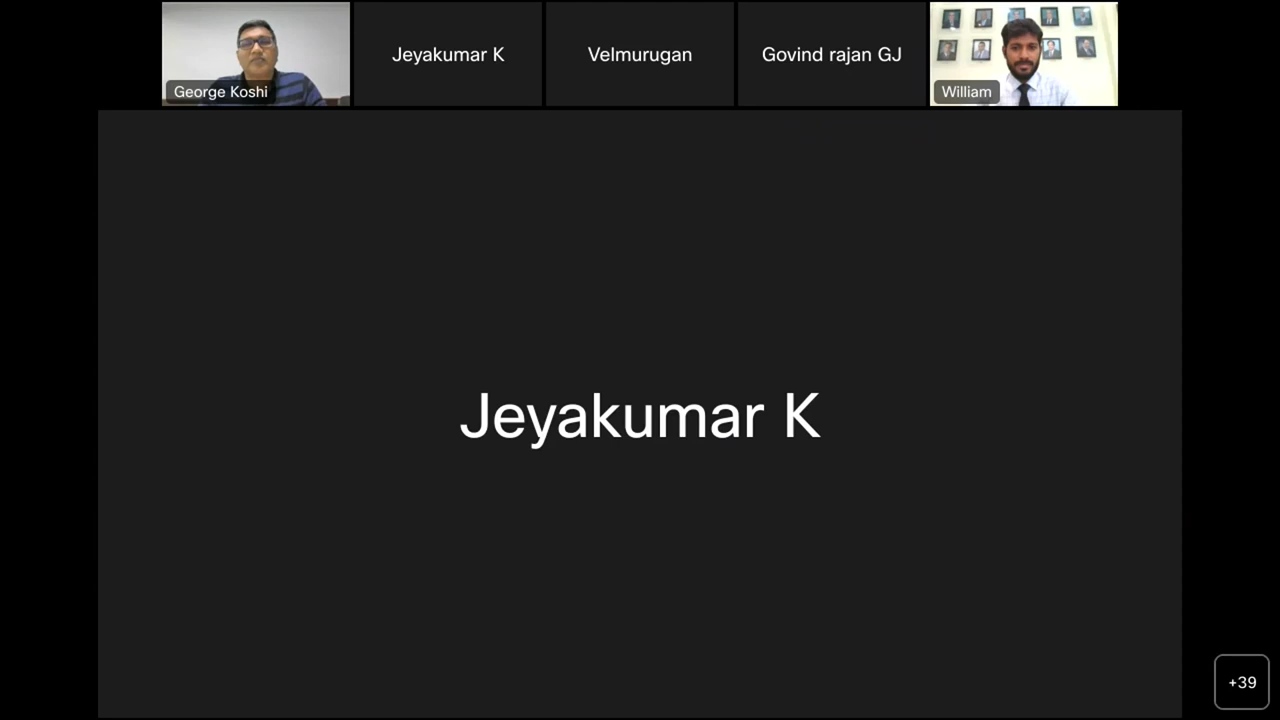 George Koshi
Jeyakumar K
Velmurugan
Govind rajan GJ
William
Jeyakumar K
+39